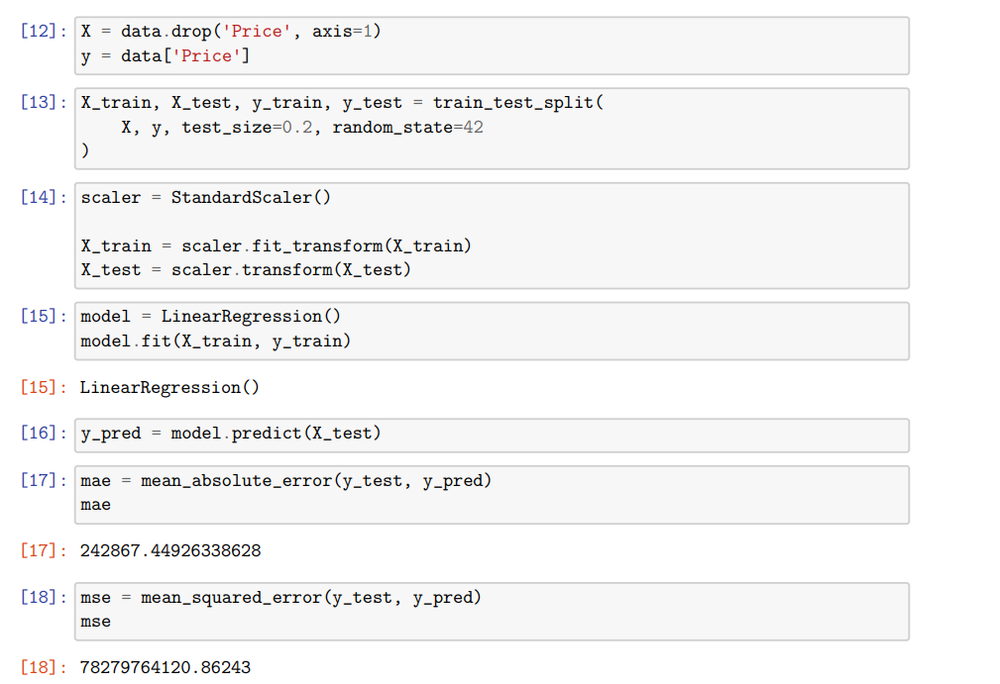 [12]: X = data.drop('Price', axis=1)
y = data['Price']
[13]: X_train, X_test, y_train, y_test = train_test_split(
    X, y, test_size=0.2, random_state=42
)
[14]: scaler = StandardScaler()
X_train = scaler.fit_transform(X_train)
X_test = scaler.transform(X_test)
[15]: model = LinearRegression()
model.fit(X_train, y_train)
[15]: LinearRegression()
[16]: y_pred = model.predict(X_test)
[17]: mae = mean_absolute_error(y_test, y_pred)
mae
[17]: 242867.44926338628
[18]: mse = mean_squared_error(y_test, y_pred)
mse
[18]: 78279764120.86243